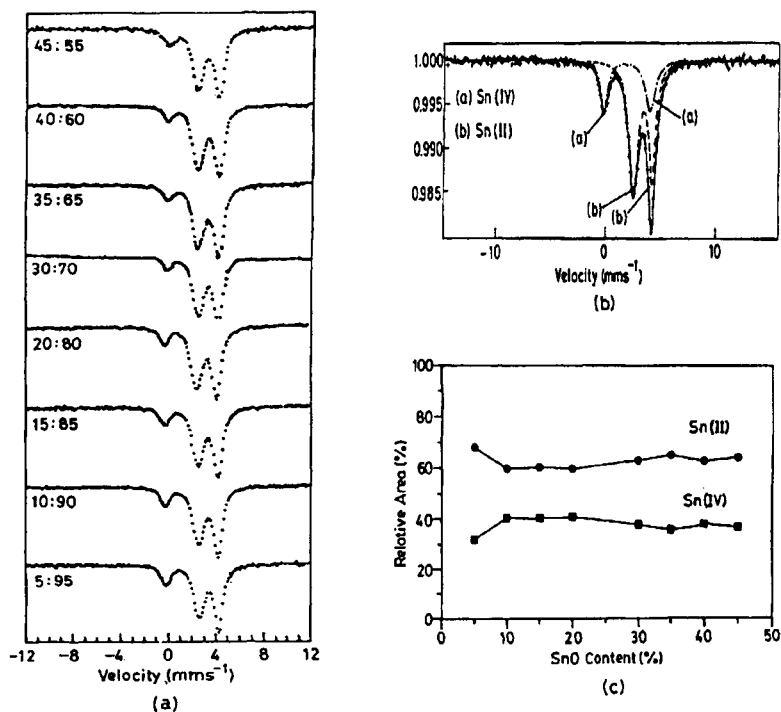 45:55
40:60
35:65
30:70
20:80
15:85
10:90
5:95
-12 -8 -4 0 4 8 12
Velocity (mms⁻¹)
(a)
1.000
0.995
0.990
0.985
(a) Sn(IV)
(b) Sn(II)
(a)
(a)
(b)
(b)
-10 0 10
Velocity (mms⁻¹)
(b)
100
80
60
40
20
0
Relative Area (%)
Sn(II)
Sn(IV)
0 10 20 30 40 50
SnO Content (%)
(c)